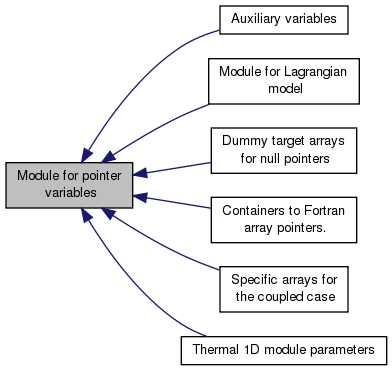 Auxiliary variables
Module for Lagrangian
model
Dummy target arrays
for null pointers
Module for pointer
variables
Containers to Fortran
array pointers.
Specific arrays for
the coupled case
Thermal 1D module parameters